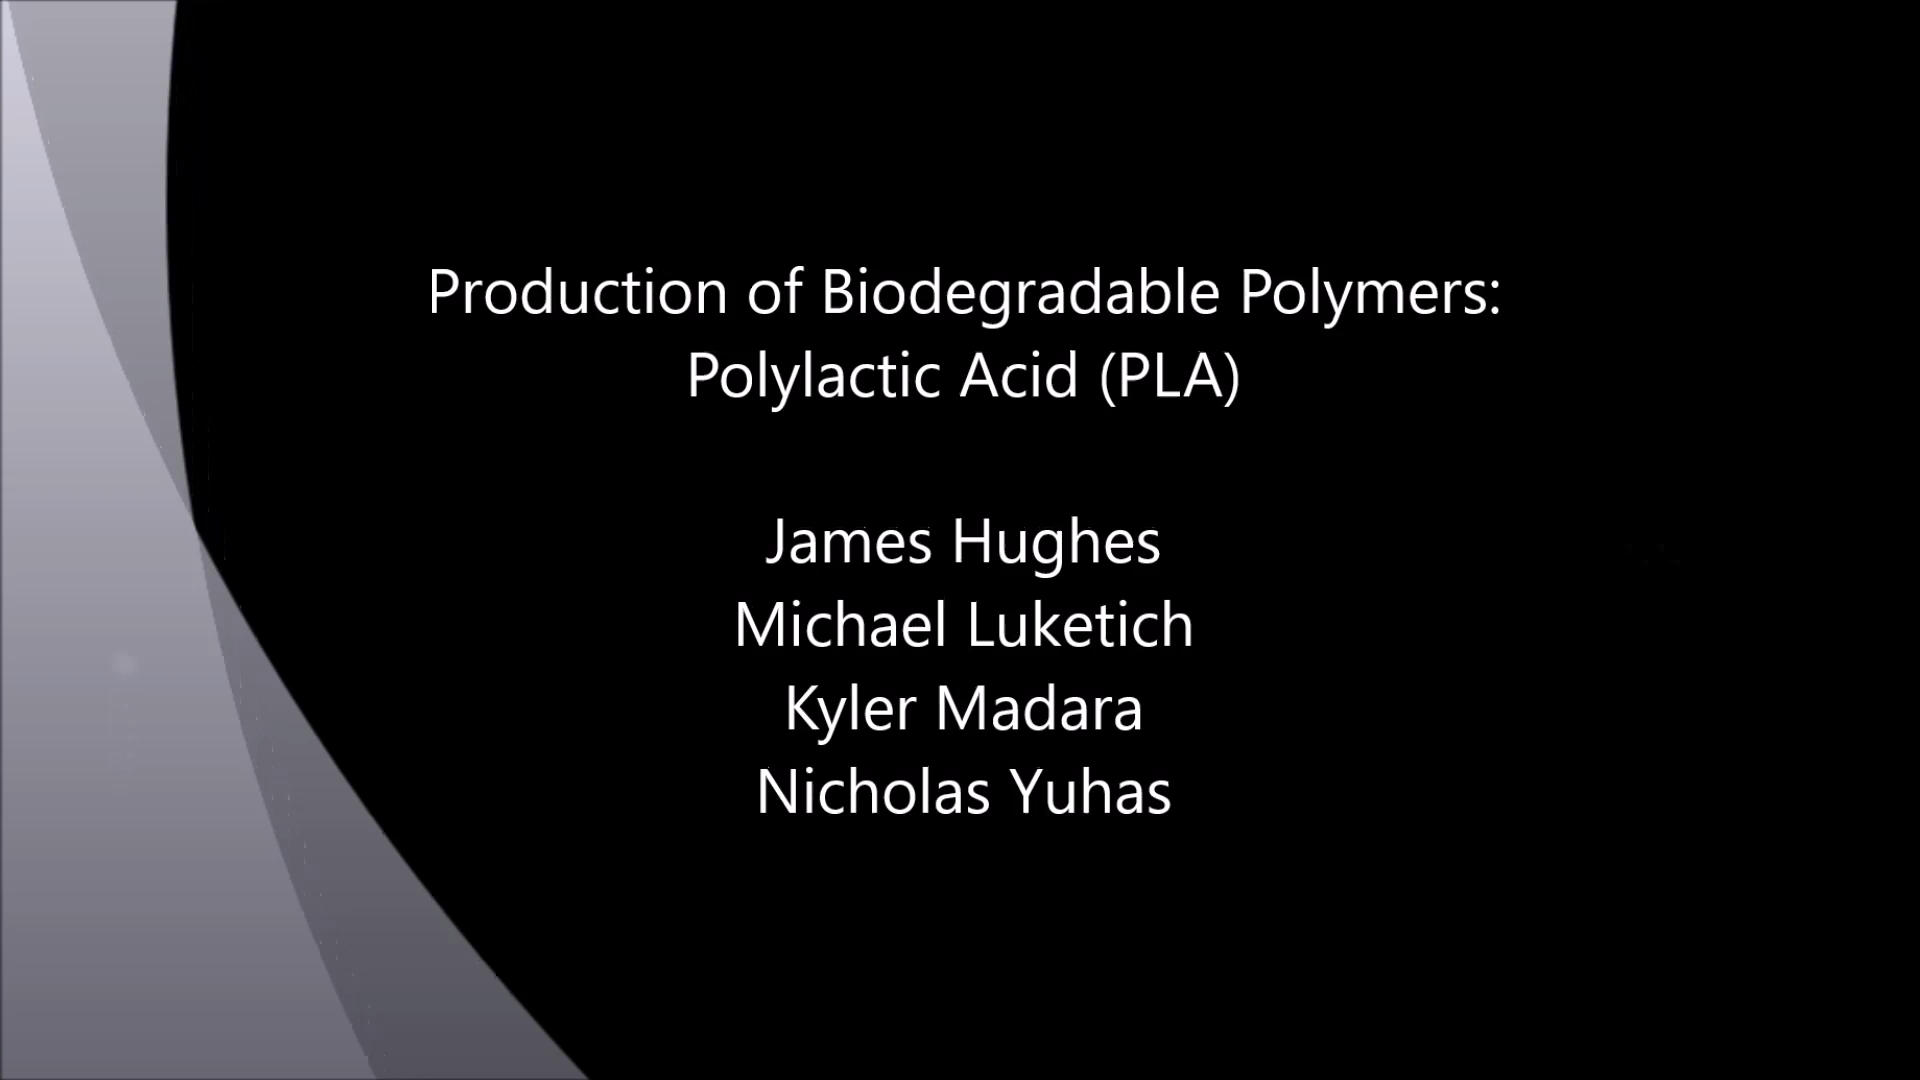 Production of Biodegradable Polymers:
Polylactic Acid (PLA)
James Hughes
Michael Luketich
Kyler Madara
Nicholas Yuhas